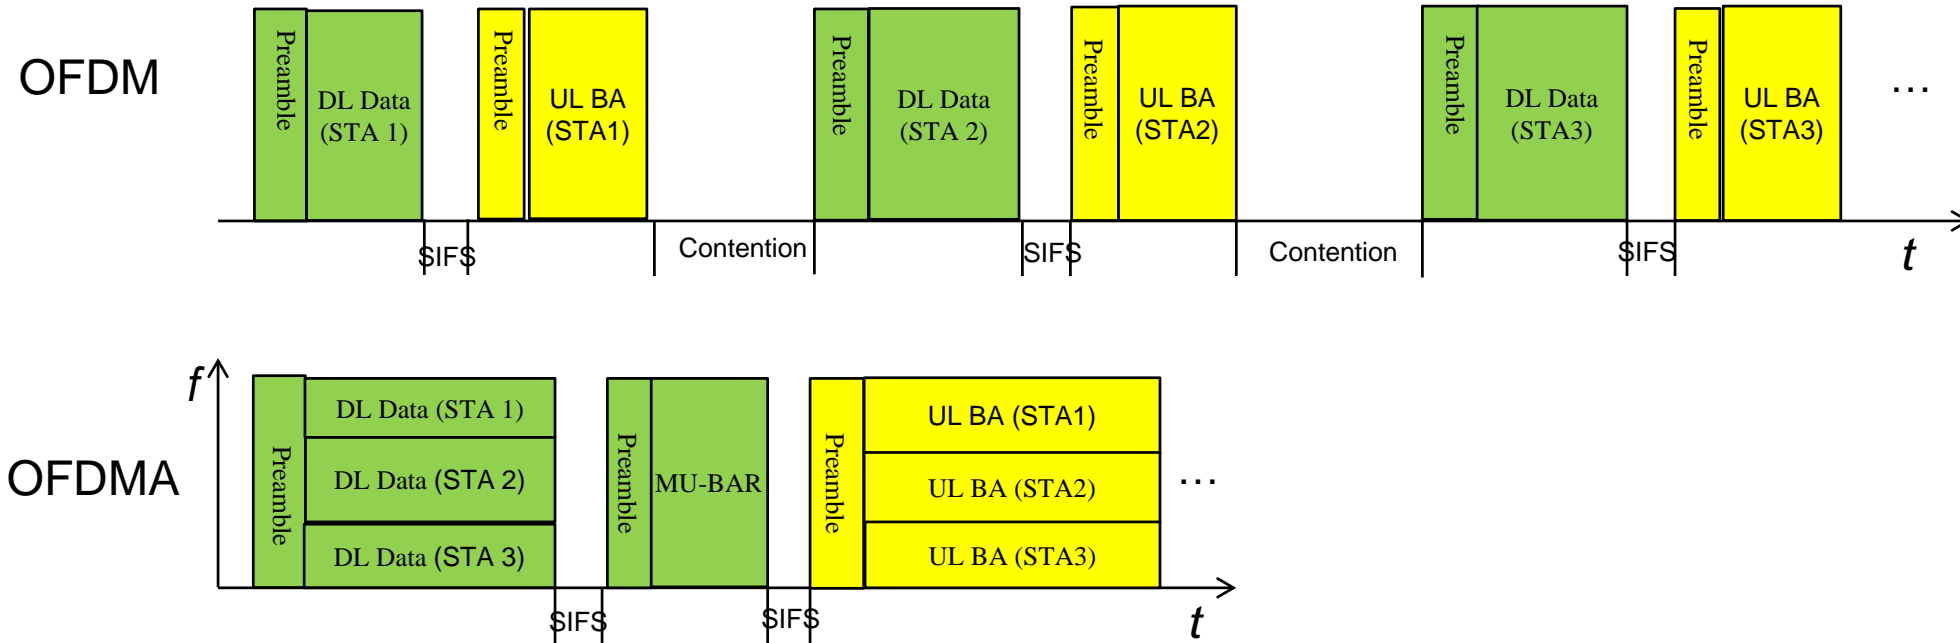 OFDM
Preamble
DL Data
(STA 1)
Preamble
UL BA
(STA1)
Preamble
DL Data
(STA 2)
Preamble
UL BA
(STA2)
Preamble
DL Data
(STA3)
Preamble
UL BA
(STA3)
...
SIFS
Contention
SIFS
Contention
SIFS
t
OFDMA
f
Preamble
DL Data (STA 1)
DL Data (STA 2)
DL Data (STA 3)
Preamble
MU-BAR
Preamble
UL BA (STA1)
UL BA (STA2)
UL BA (STA3)
...
SIFS
SIFS
t